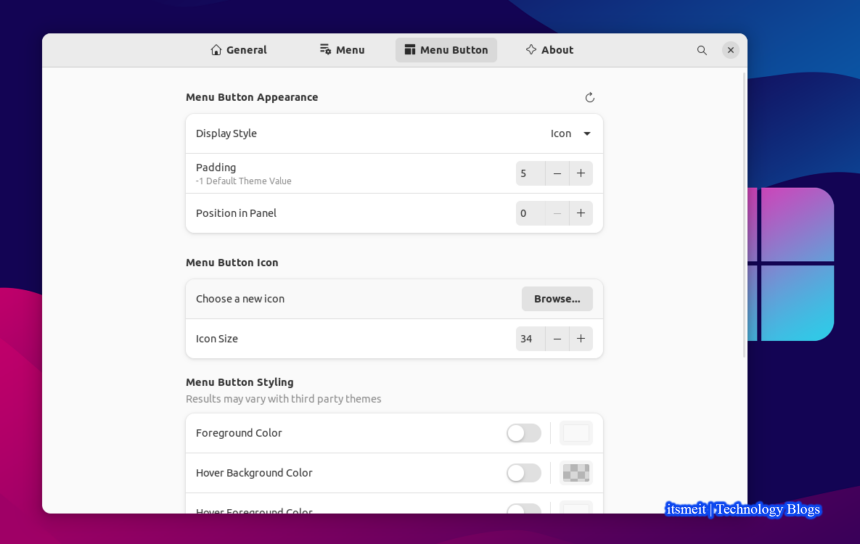 General Menu Menu Button About
Menu Button Appearance
Display Style Icon
Padding 5 − +
-1 Default Theme Value
Position in Panel 0 − +
Menu Button Icon
Choose a new icon Browse...
Icon Size 34 − +
Menu Button Styling
Results may vary with third party themes
Foreground Color
Hover Background Color
Hover Foreground Color
itsmeit | Technology Blogs